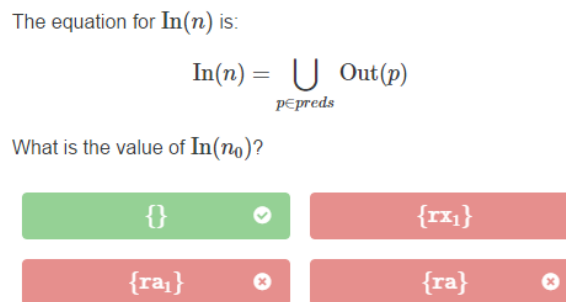 The equation for In(n) is:
In(n) = ⋃ Out(p)
p∈preds
What is the value of In(n₀)?
{} {rx₁}
{ra₁} {ra}